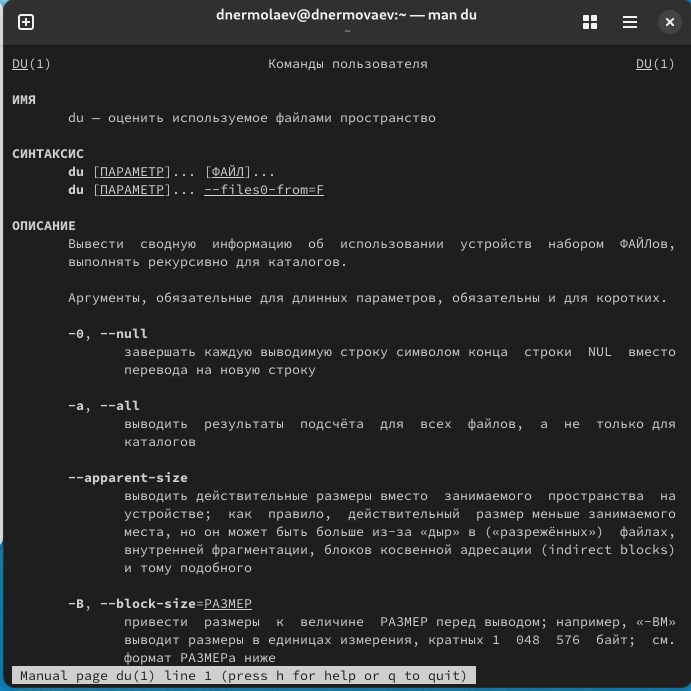 dnermolaev@dnermovaev:~ — man du
~
DU(1) Команды пользователя DU(1)
ИМЯ
du — оценить используемое файлами пространство
СИНТАКСИС
du [ПАРАМЕТР]... [ФАЙЛ]...
du [ПАРАМЕТР]... --files0-from=F
ОПИСАНИЕ
Вывести сводную информацию об использовании устройств набором ФАЙЛов,
выполнять рекурсивно для каталогов.
Аргументы, обязательные для длинных параметров, обязательны и для коротких.
-0, --null
завершать каждую выводимую строку символом конца строки NUL вместо
перевода на новую строку
-a, --all
выводить результаты подсчёта для всех файлов, а не только для
каталогов
--apparent-size
выводить действительные размеры вместо занимаемого пространства на
устройстве; как правило, действительный размер меньше занимаемого
места, но он может быть больше из-за «дыр» в («разрежённых») файлах,
внутренней фрагментации, блоков косвенной адресации (indirect blocks)
и тому подобного
-B, --block-size=РАЗМЕР
привести размеры к величине РАЗМЕР перед выводом; например, «-BM»
выводит размеры в единицах измерения, кратных 1 048 576 байт; см.
формат РАЗМЕРа ниже
Manual page du(1) line 1 (press h for help or q to quit)